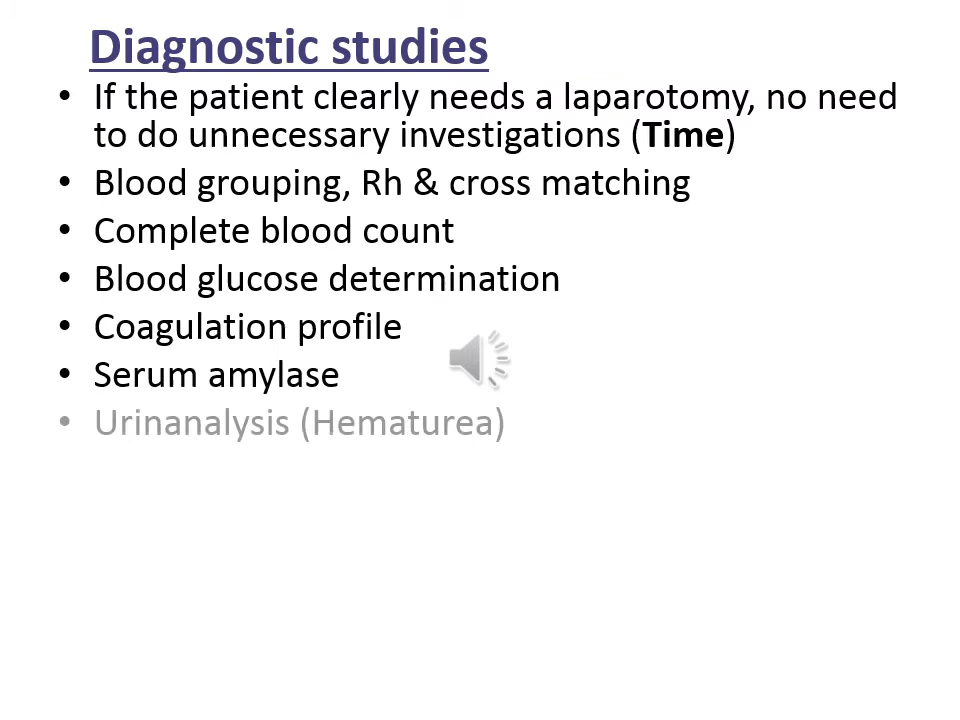 Diagnostic studies
• If the patient clearly needs a laparotomy, no need
to do unnecessary investigations (Time)
• Blood grouping, Rh & cross matching
• Complete blood count
• Blood glucose determination
• Coagulation profile
• Serum amylase
• Urinanalysis (Hematurea)